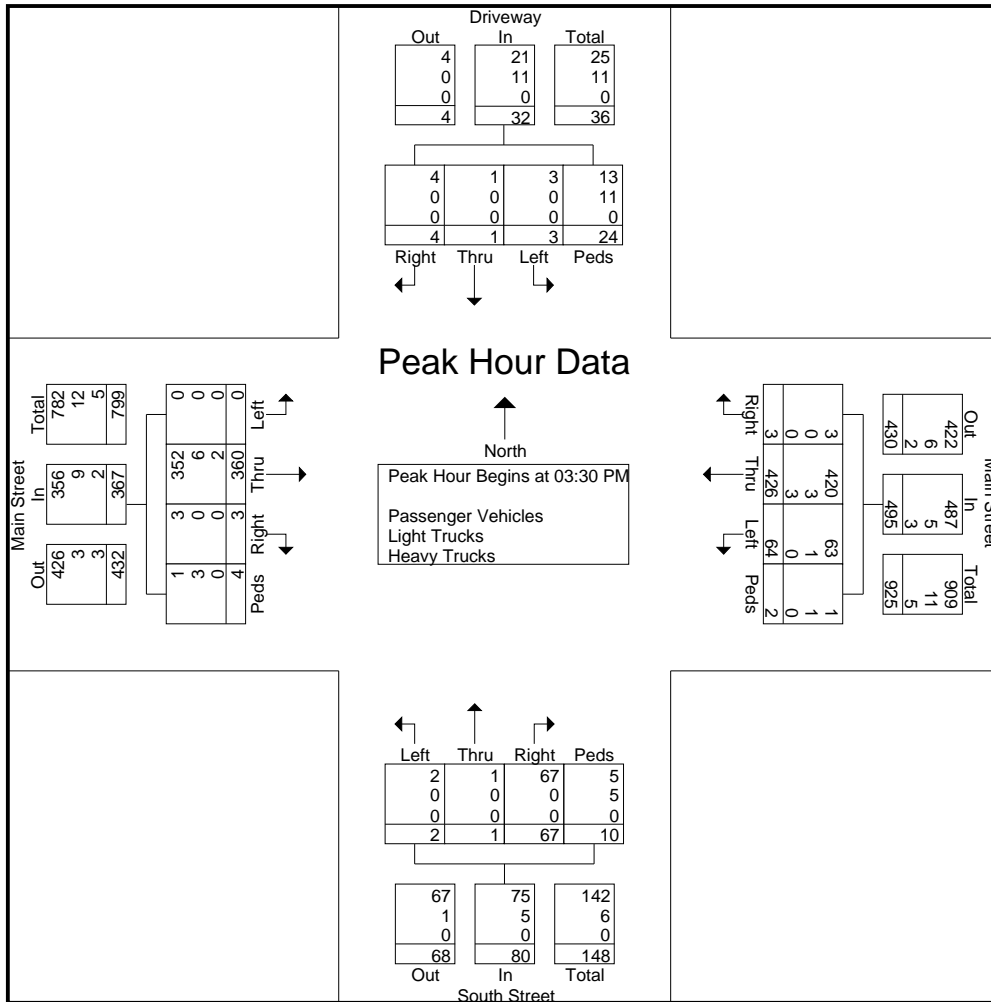 Driveway
Out In Total
4 21 25
0 11 11
0 0 0
4 32 36
4 1 3 13
0 0 0 11
0 0 0 0
4 1 3 24
Right Thru Left Peds
Peak Hour Data
North
Peak Hour Begins at 03:30 PM
Passenger Vehicles
Light Trucks
Heavy Trucks
Main Street
Out In Total
426 356 782
3 9 12
3 2 5
432 367 799
1 3 352 0
3 0 6 0
0 0 2 0
4 3 360 0
Peds Right Thru Left
Main Street
Out In Total
422 487 909
6 5 11
2 3 5
430 495 925
3 420 63 1
0 3 1 1
0 3 0 0
3 426 64 2
Right Thru Left Peds
Left Thru Right Peds
2 1 67 5
0 0 0 5
0 0 0 0
2 1 67 10
67 75 142
1 5 6
0 0 0
68 80 148
Out In Total
South Street